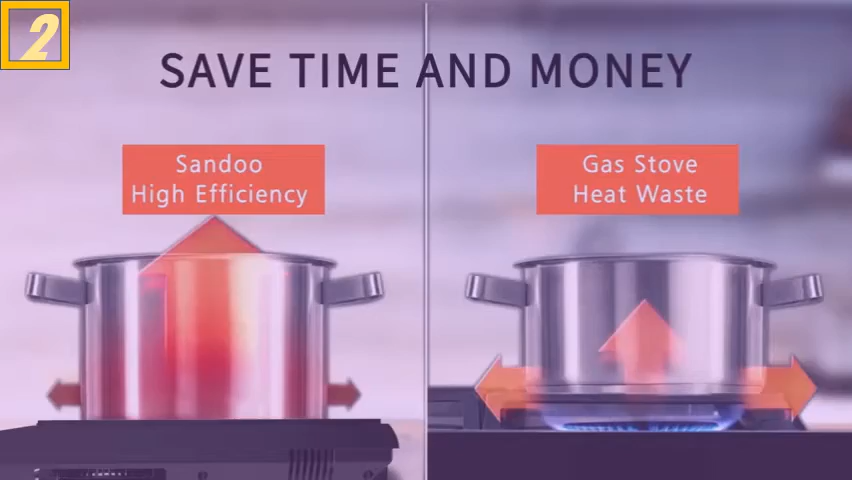 2
SAVE TIME AND MONEY
Sandoo
High Efficiency
Gas Stove
Heat Waste